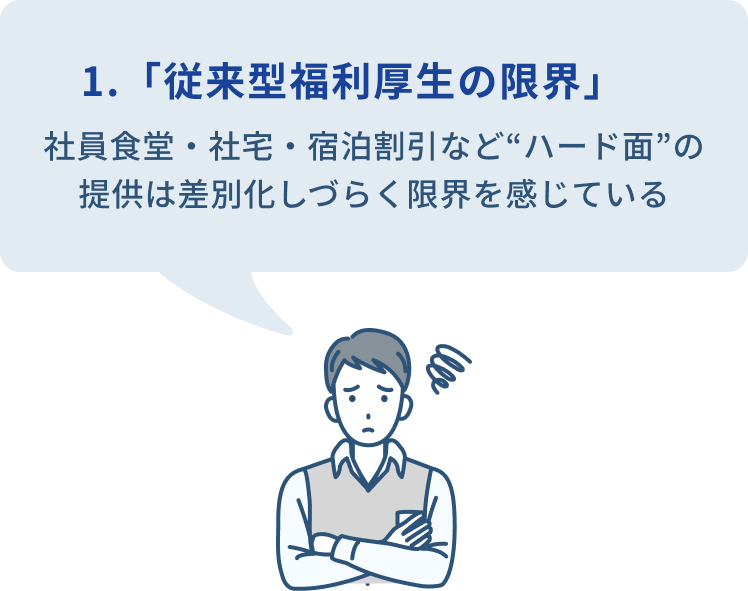 1.「従来型福利厚生の限界」
社員食堂・社宅・宿泊割引など“ハード面”の
提供は差別化しづらく限界を感じている